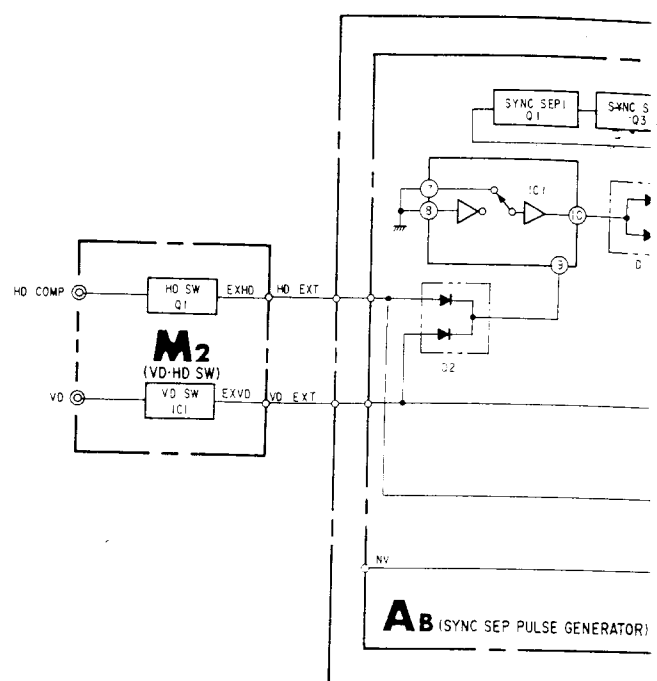 SYNC SEP1
Q1
SYNC S
Q3
7
IC1
8
10
D
9
HD COMP
HD SW
Q1
EXHD
HD EXT
M2
(VD·HD SW)
D2
VD
VD SW
IC1
EXVD
VD EXT
NV
AB (SYNC SEP PULSE GENERATOR)